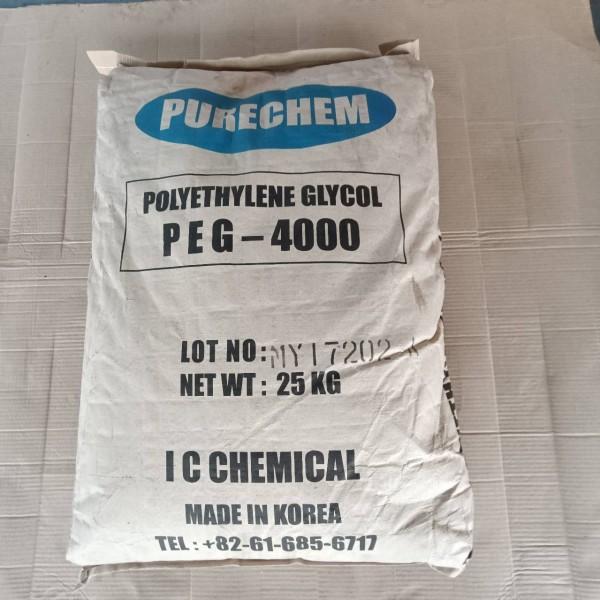 PURECHEM
POLYETHYLENE GLYCOL
PEG-4000
LOT NO: MY17202-
NET WT: 25 KG
I C CHEMICAL
MADE IN KOREA
TEL: +82-61-685-6717